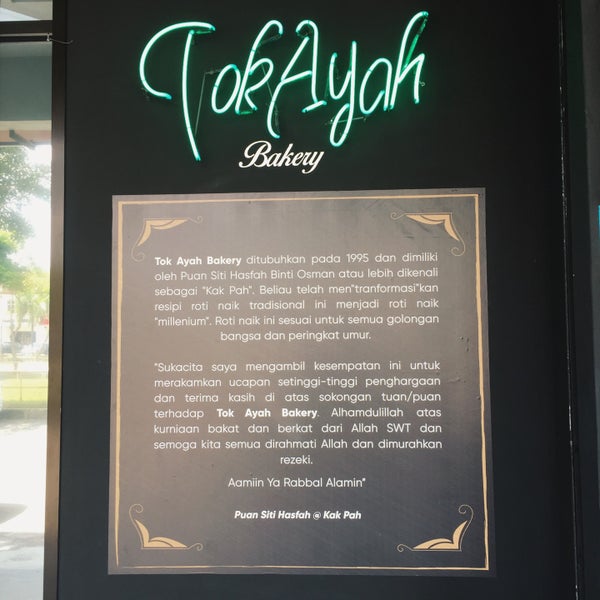 Tok Ayah
Bakery
Tok Ayah Bakery ditubuhkan pada 1995 dan dimiliki
oleh Puan Siti Hasfah Binti Osman atau lebih dikenali
sebagai "Kak Pah". Beliau telah men"tranformasi"kan
resipi roti naik tradisional ini menjadi roti naik
"millenium". Roti naik ini sesuai untuk semua golongan
bangsa dan peringkat umur.
"Sukacita saya mengambil kesempatan ini untuk
merakamkan ucapan setinggi-tinggi penghargaan
dan terima kasih di atas sokongan tuan/puan
terhadap Tok Ayah Bakery. Alhamdulillah atas
kurniaan bakat dan berkat dari Allah SWT dan
semoga kita semua dirahmati Allah dan dimurahkan
rezeki.
Aamiin Ya Rabbal Alamin"
Puan Siti Hasfah @ Kak Pah